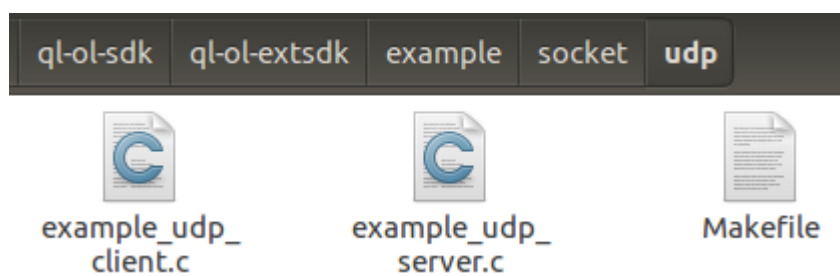 ql-ol-sdk ql-ol-extsdk example socket udp
example_udp_ example_udp_ Makefile
client.c server.c